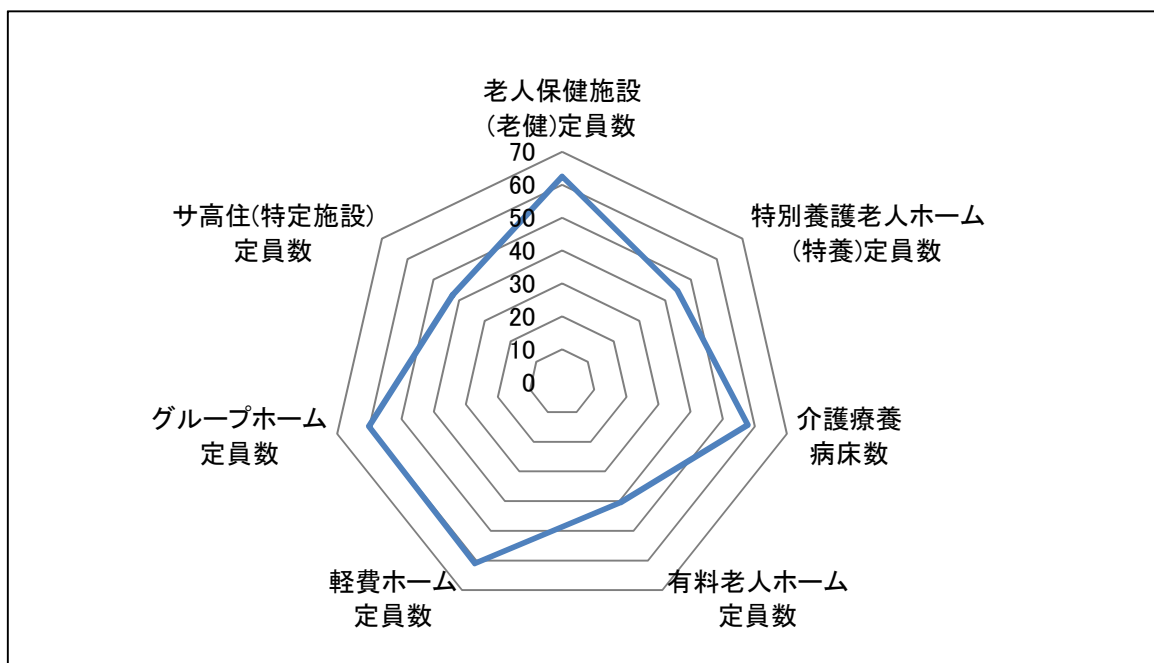 老人保健施設
(老健)定員数
70
60
50
40
30
20
10
0
特別養護老人ホーム
(特養)定員数
介護療養
病床数
有料老人ホーム
定員数
軽費ホーム
定員数
グループホーム
定員数
サ高住(特定施設)
定員数